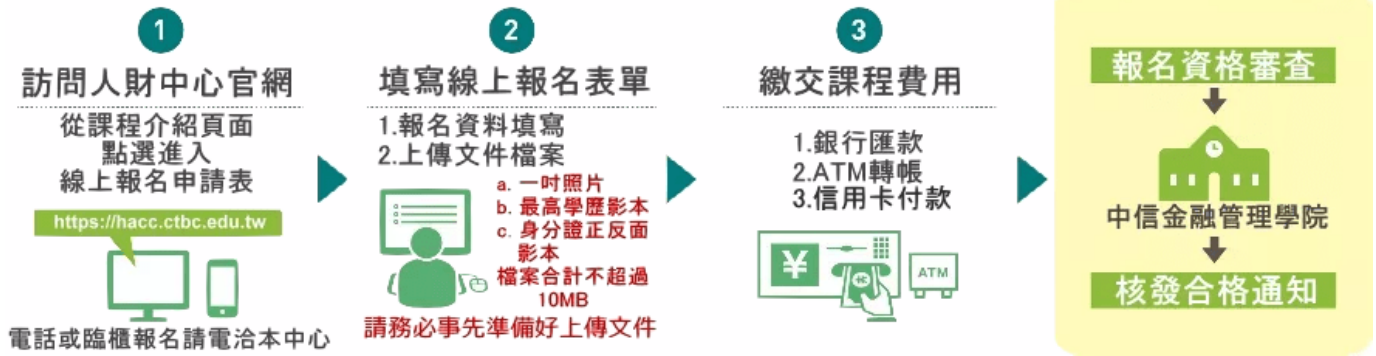 1
訪問人財中心官網
從課程介紹頁面
點選進入
線上報名申請表
https://hacc.ctbc.edu.tw
電話或臨櫃報名請電洽本中心
2
填寫線上報名表單
1.報名資料填寫
2.上傳文件檔案
a. 一吋照片
b. 最高學歷影本
c. 身分證正反面
影本
檔案合計不超過
10MB
請務必事先準備好上傳文件
3
繳交課程費用
1.銀行匯款
2.ATM轉帳
3.信用卡付款
¥
ATM
報名資格審查
中信金融管理學院
核發合格通知